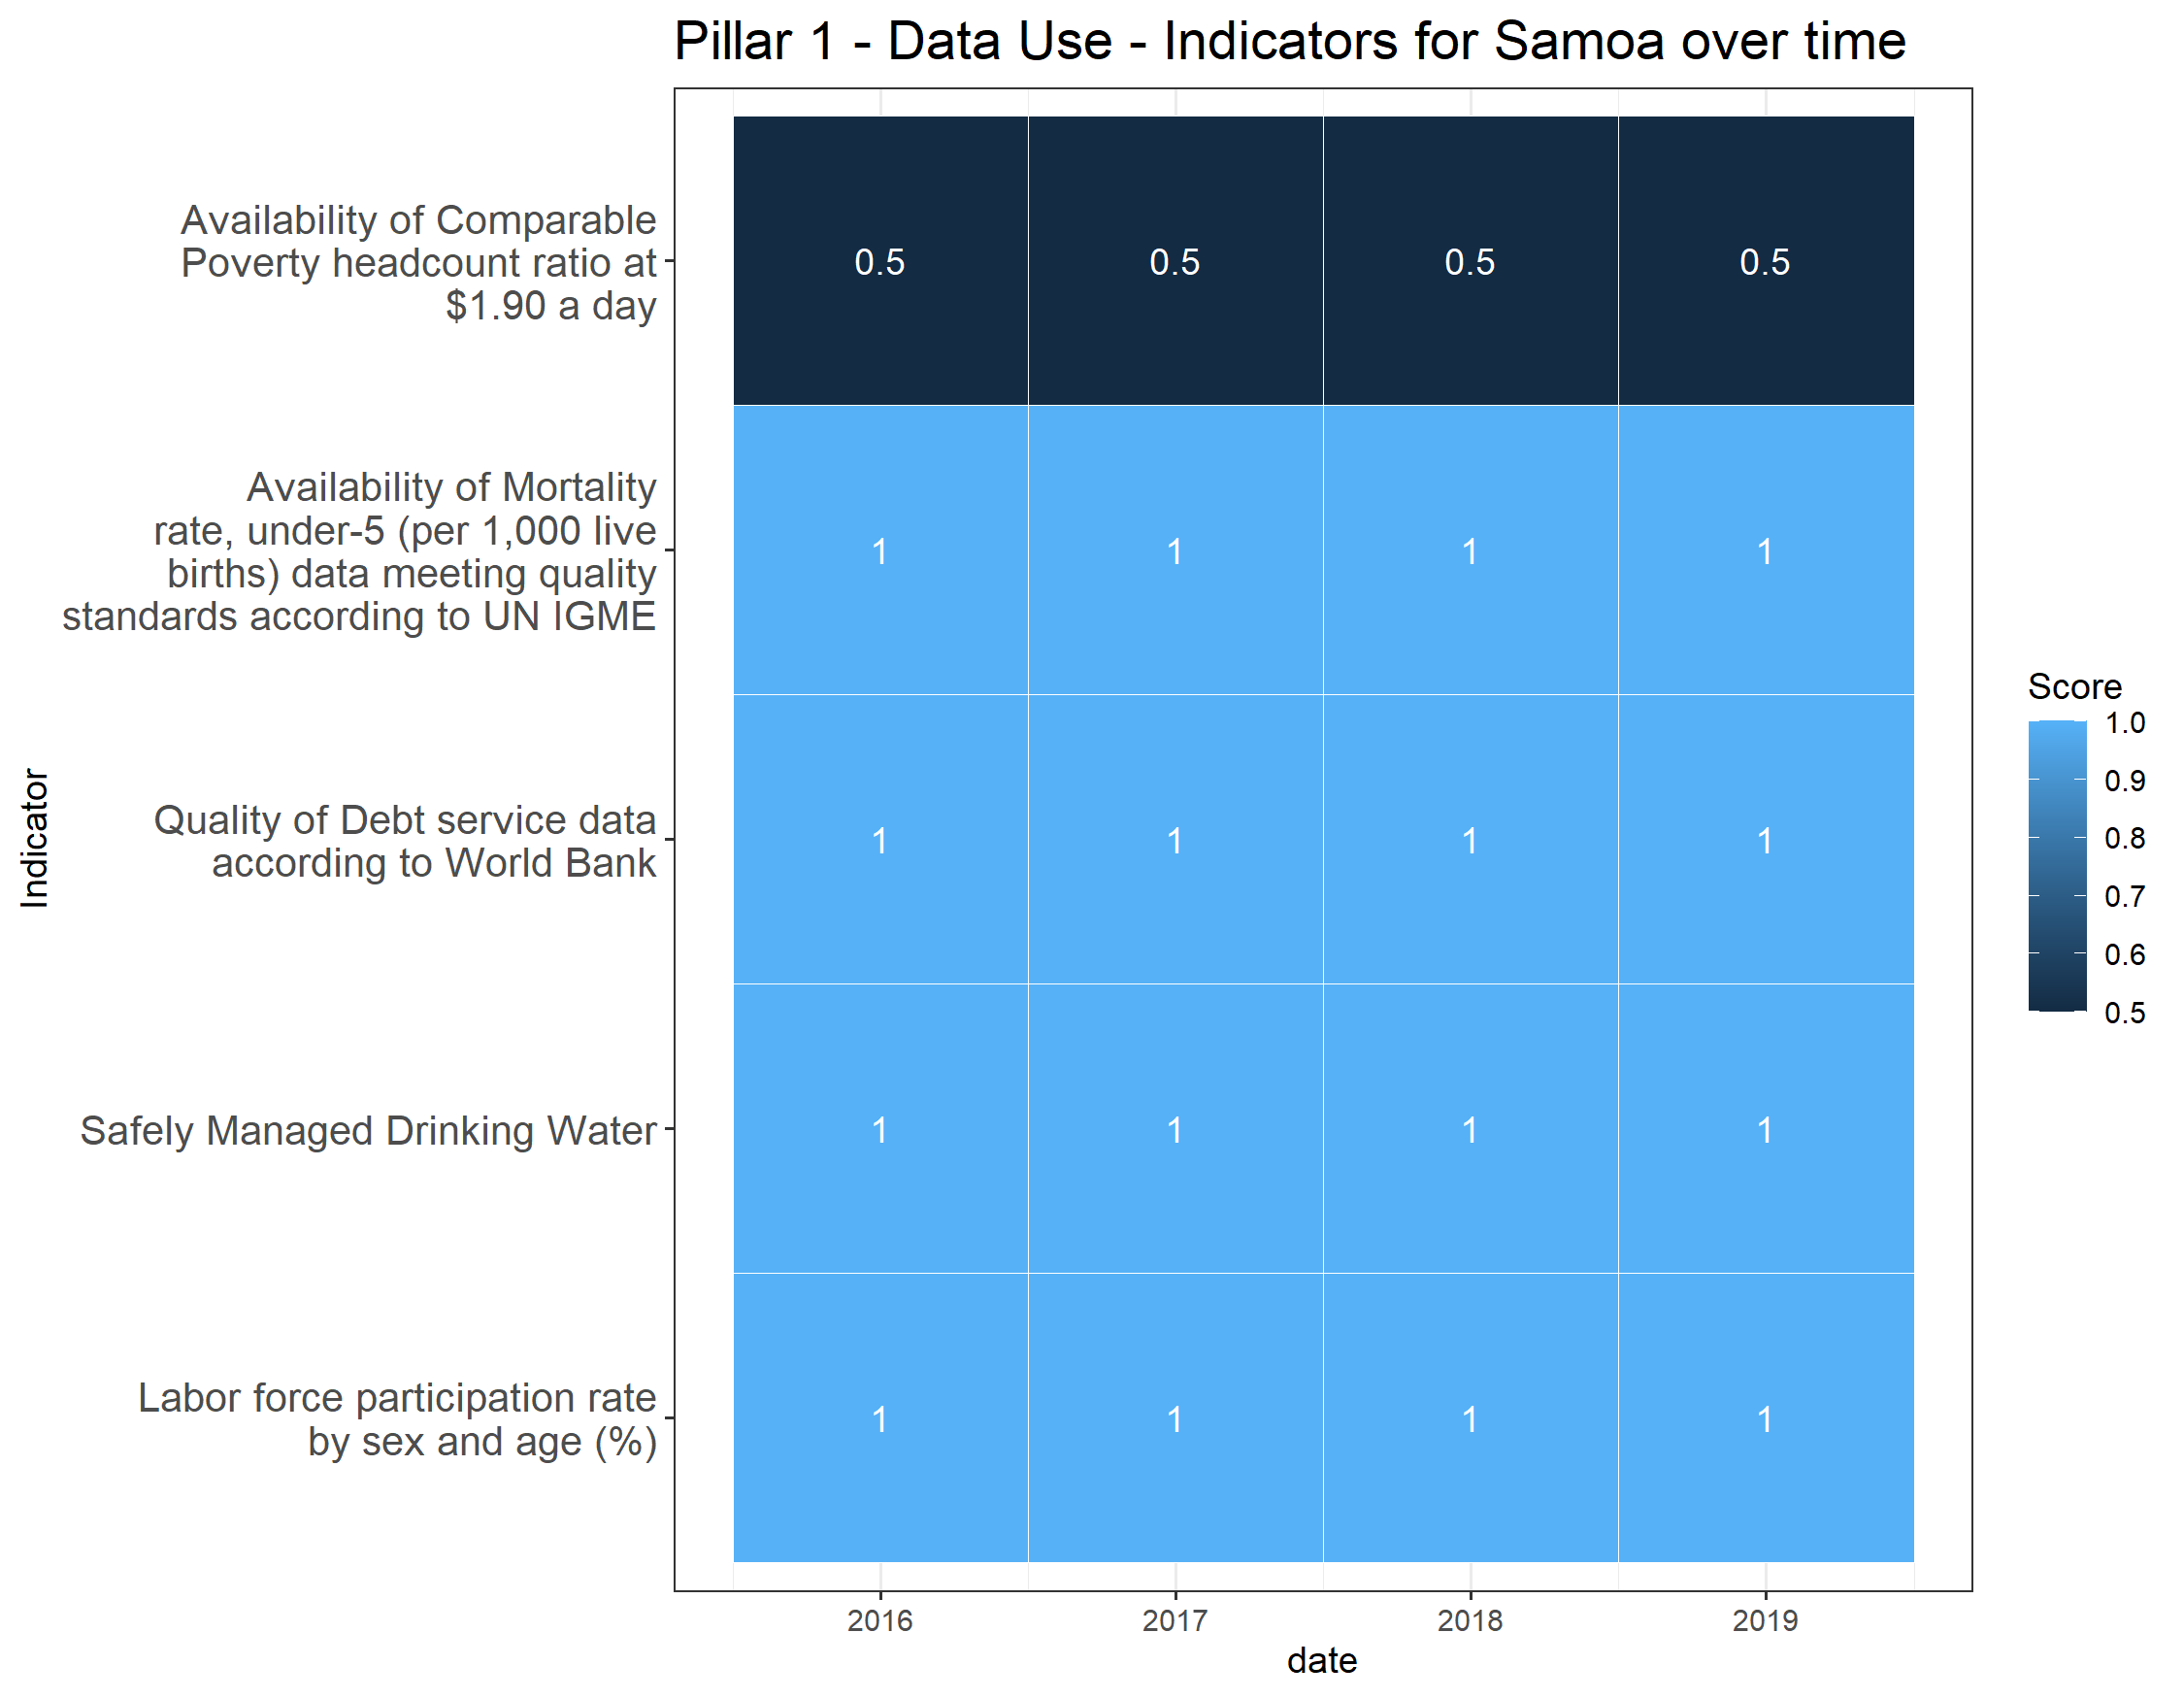 Pillar 1 - Data Use - Indicators for Samoa over time
Indicator
Availability of Comparable
Poverty headcount ratio at
$1.90 a day
0.5 0.5 0.5 0.5
Availability of Mortality
rate, under-5 (per 1,000 live
births) data meeting quality
standards according to UN IGME
1 1 1 1
Quality of Debt service data
according to World Bank
1 1 1 1
Safely Managed Drinking Water
1 1 1 1
Labor force participation rate
by sex and age (%)
1 1 1 1
2016 2017 2018 2019
date
Score
1.0
0.9
0.8
0.7
0.6
0.5